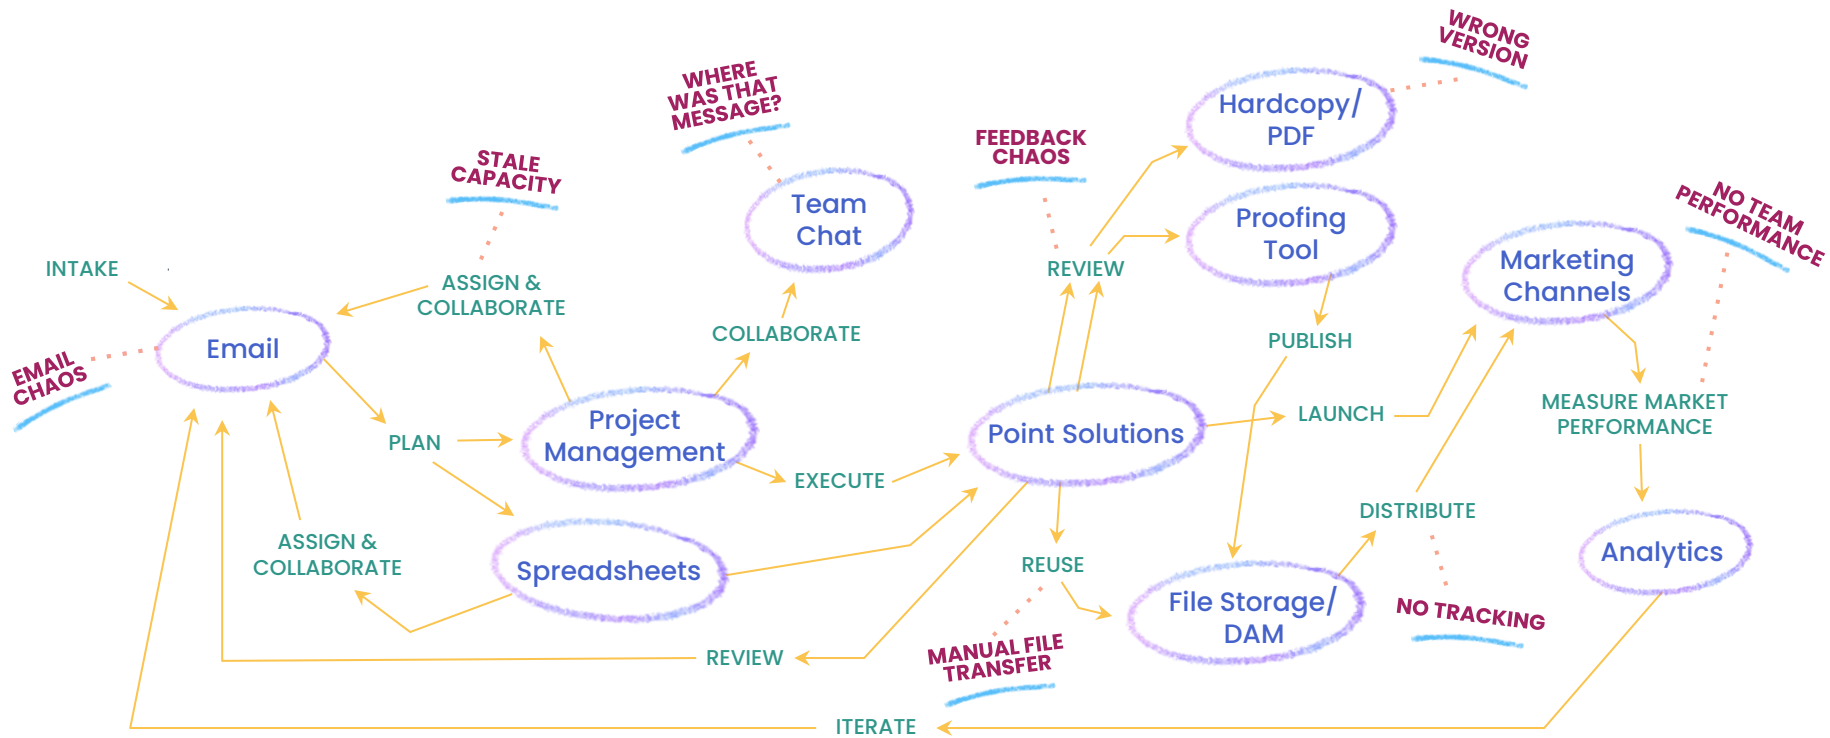 WRONG
VERSION
WHERE
WAS THAT
MESSAGE?
Hardcopy/
PDF
FEEDBACK
CHAOS
STALE
CAPACITY
Team
Chat
Proofing
Tool
NO TEAM
PERFORMANCE
INTAKE
ASSIGN &
COLLABORATE
REVIEW
Marketing
Channels
Email
COLLABORATE
PUBLISH
EMAIL
CHAOS
Project
Management
PLAN
Point Solutions
LAUNCH
MEASURE MARKET
PERFORMANCE
EXECUTE
DISTRIBUTE
ASSIGN &
COLLABORATE
Spreadsheets
REUSE
Analytics
File Storage/
DAM
NO TRACKING
REVIEW
MANUAL FILE
TRANSFER
ITERATE